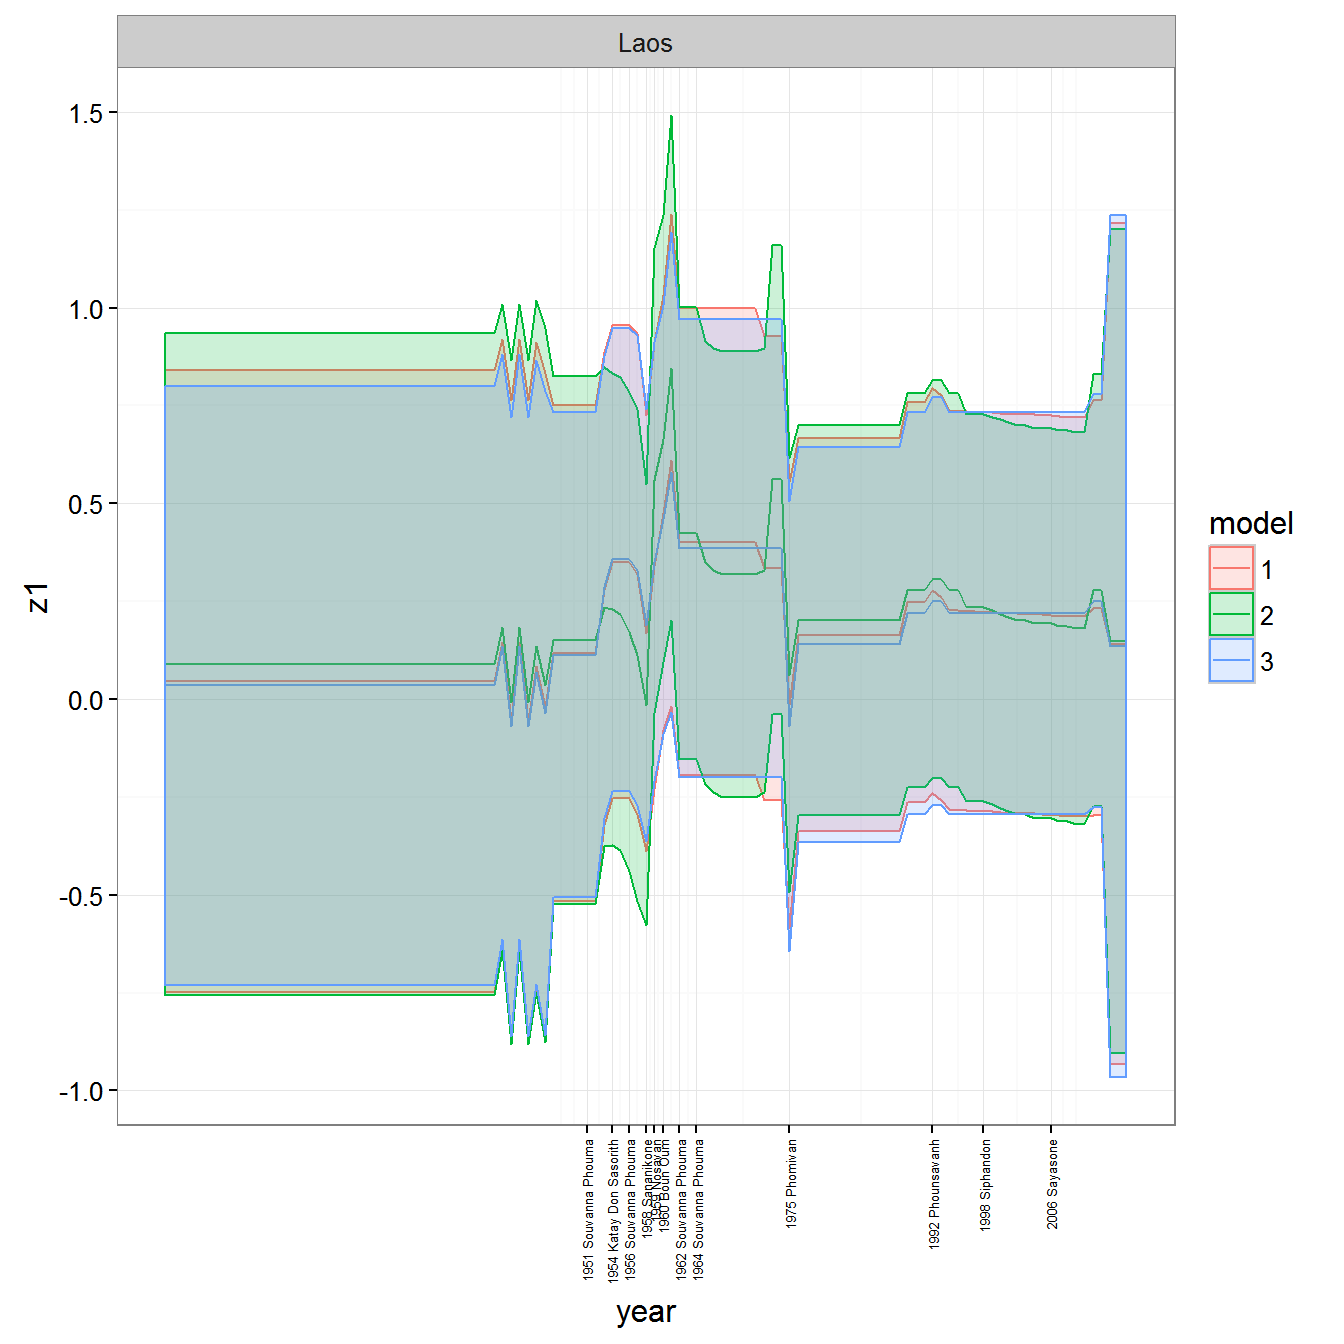 Laos
1.5
1.0
0.5
0.0
-0.5
-1.0
z1
1951 Souvanna Phouma
1954 Katay Don Sasorith
1956 Souvanna Phouma
1958 Sananikone
1959 Nosavan
1960 Boun Oum
1962 Souvanna Phouma
1964 Souvanna Phouma
1975 Phomivan
1992 Phounsavanh
1998 Siphandon
2006 Sayasone
year
model
1
2
3